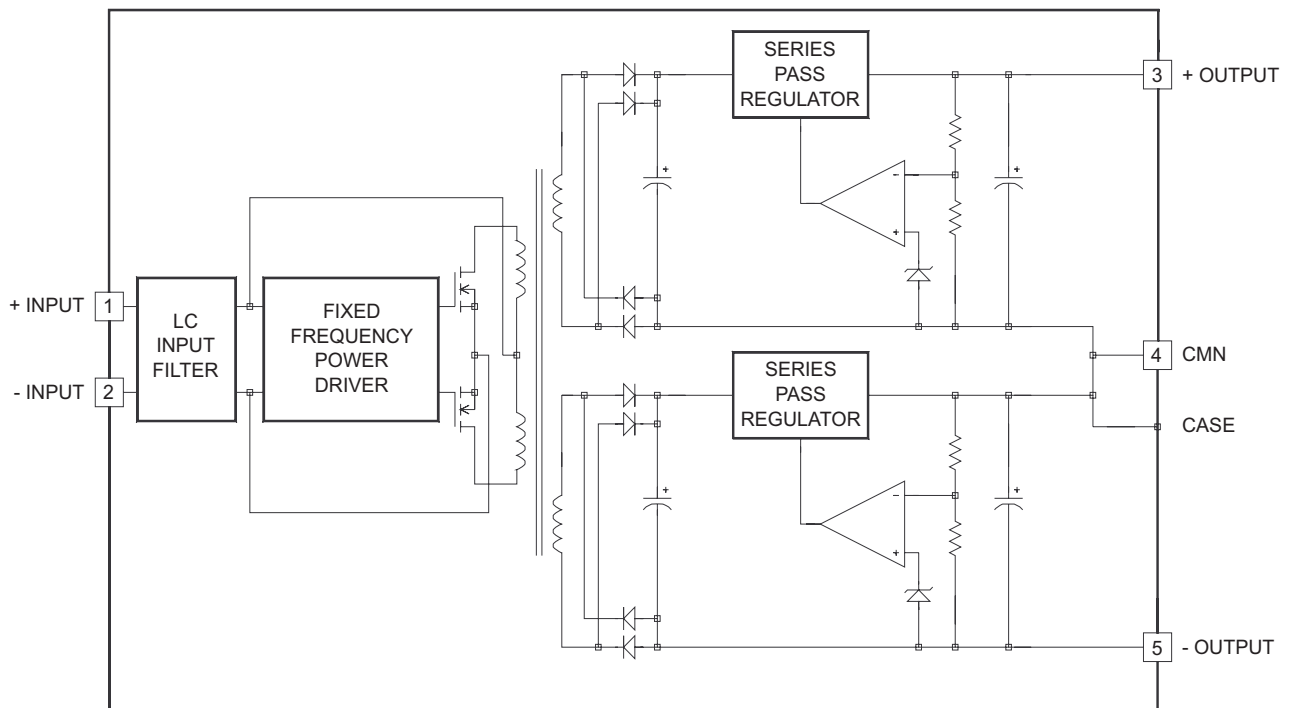 SERIES
PASS
REGULATOR
3 + OUTPUT
+
-
+
+
+ INPUT 1
LC
INPUT
FILTER
FIXED
FREQUENCY
POWER
DRIVER
- INPUT 2
4 CMN
SERIES
PASS
REGULATOR
CASE
+
-
+
+
5 - OUTPUT